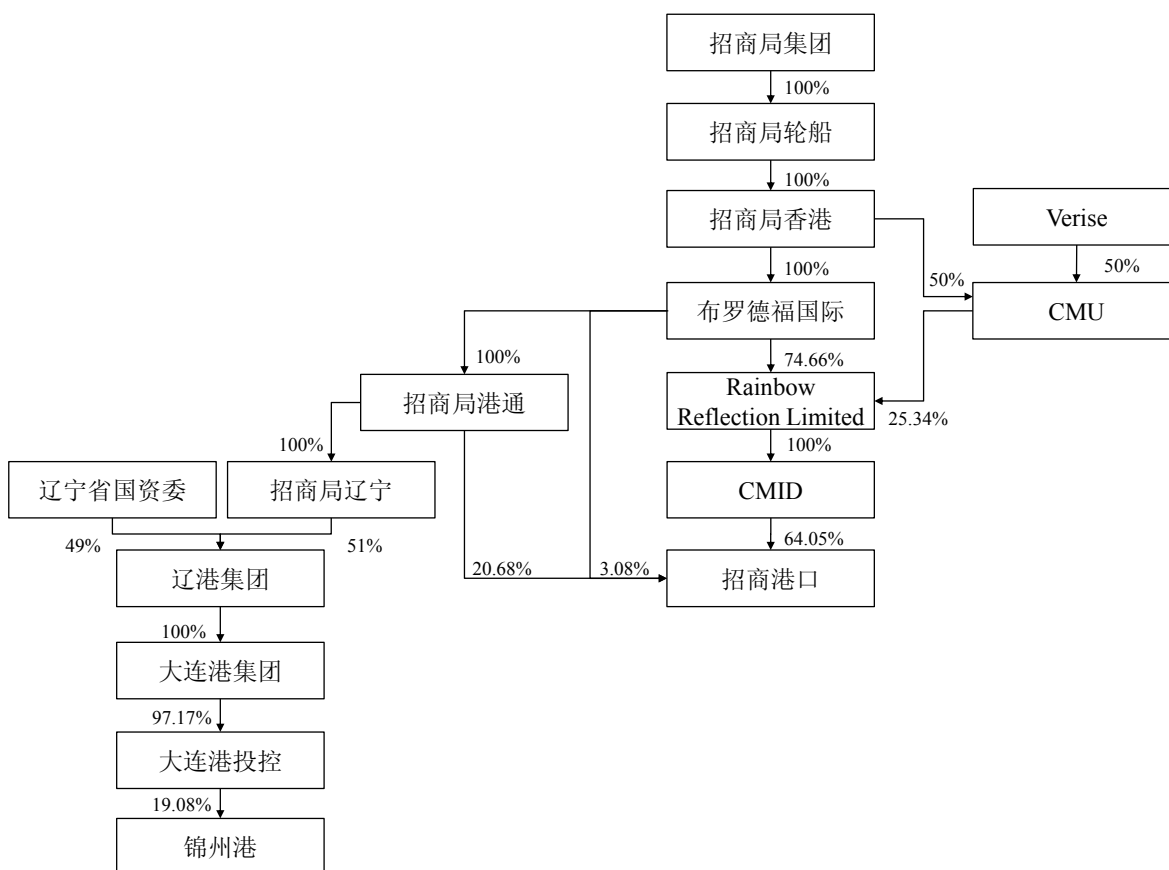 招商局集团
100%
招商局轮船
100%
招商局香港
Verise
100%
50%
50%
布罗德福国际
CMU
100%
74.66%
招商局港通
Rainbow
Reflection Limited
25.34%
100%
100%
辽宁省国资委
招商局辽宁
CMID
49%
51%
64.05%
辽港集团
20.68%
3.08%
招商港口
100%
大连港集团
97.17%
大连港投控
19.08%
锦州港